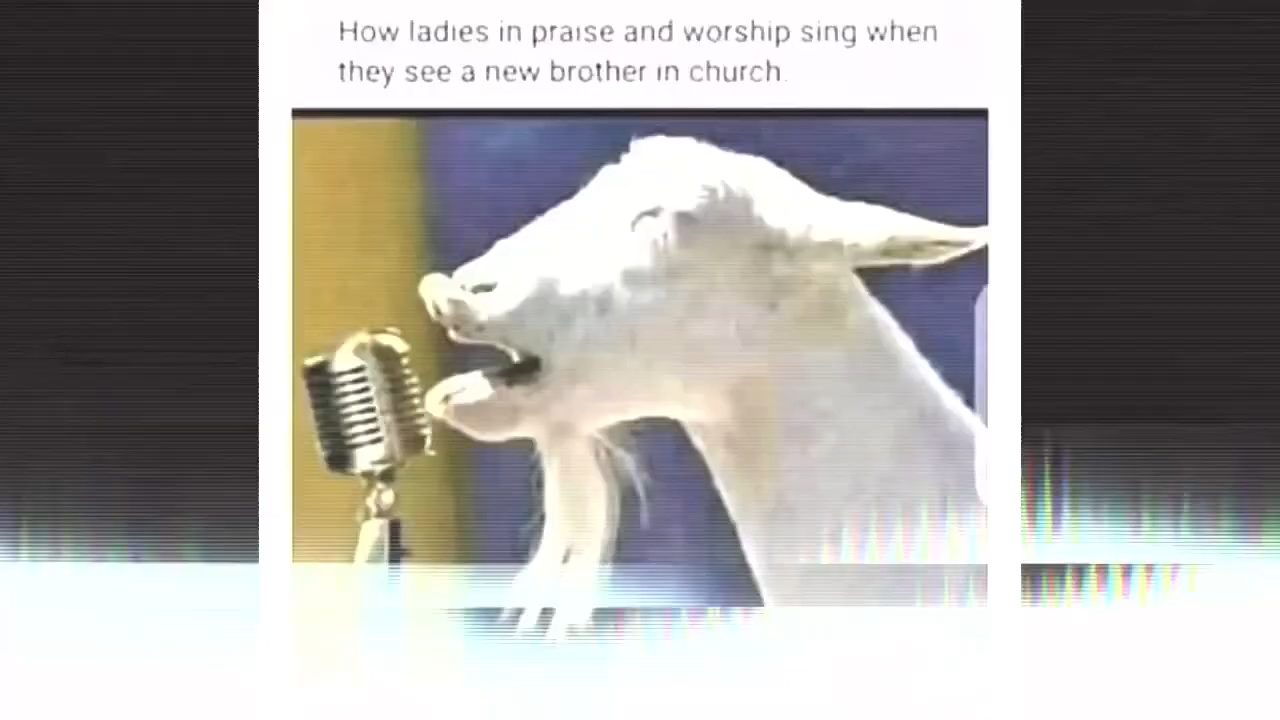 How ladies in praise and worship sing when
they see a new brother in church.